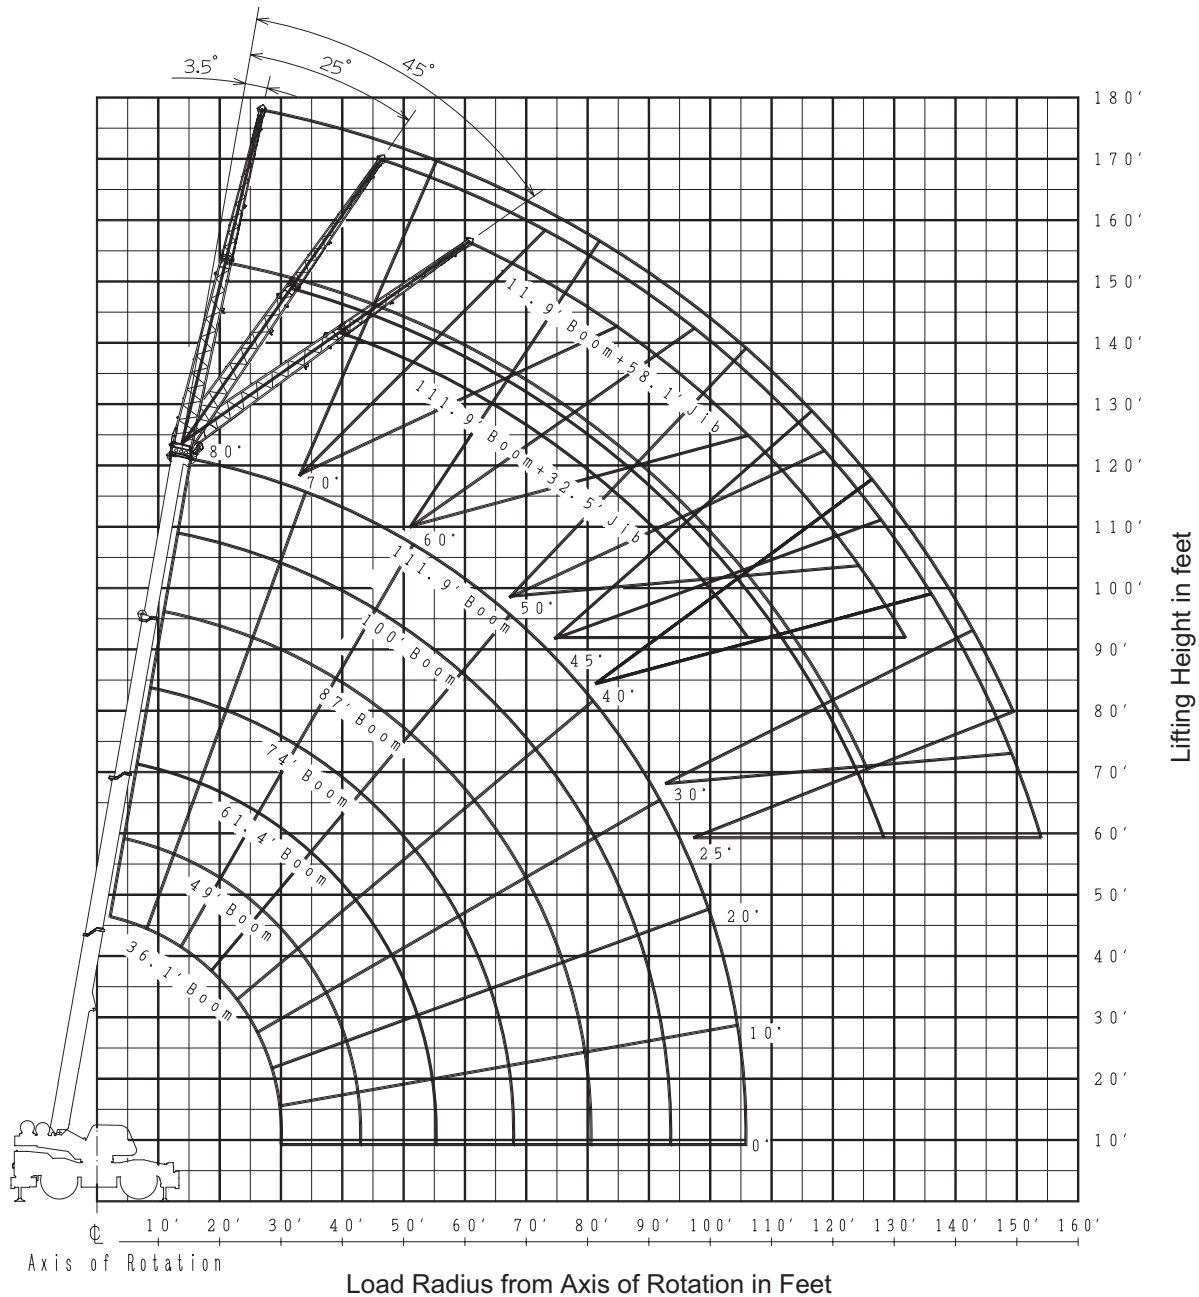 45°
25°
3.5°
180'
170'
160'
150'
11.9' Boom+58.1' Jib
140'
111.9' Boom+32.5' Jib
130'
80°
120'
70°
110'
60°
111.9' Boom
100'
50°
100' Boom
90'
45°
40°
87' Boom
80'
74' Boom
70'
30°
61.4' Boom
60'
25°
49' Boom
50'
20°
36.1' Boom
40'
30'
10°
20'
10'
0°
10' 20' 30' 40' 50' 60' 70' 80' 90' 100' 110' 120' 130' 140' 150' 160'
℄
Axis of Rotation
Load Radius from Axis of Rotation in Feet
Lifting Height in feet